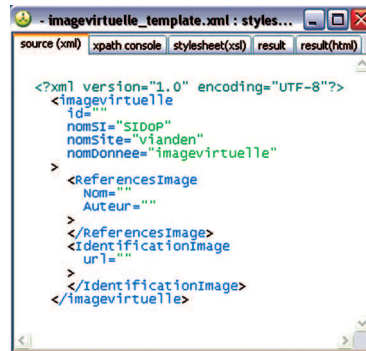 - imagevirtuelle_template.xml : styles...
source (xml) xpath console stylesheet(xsl) result result(html)
<?xml version="1.0" encoding="UTF-8"?>
<imagevirtuelle
id=""
nomSI="SIDoP"
nomSite="vianden"
nomDonnee="imagevirtuelle"
>
<ReferencesImage
Nom=""
Auteur=""
>
</ReferencesImage>
<IdentificationImage
url=""
>
</IdentificationImage>
</imagevirtuelle>